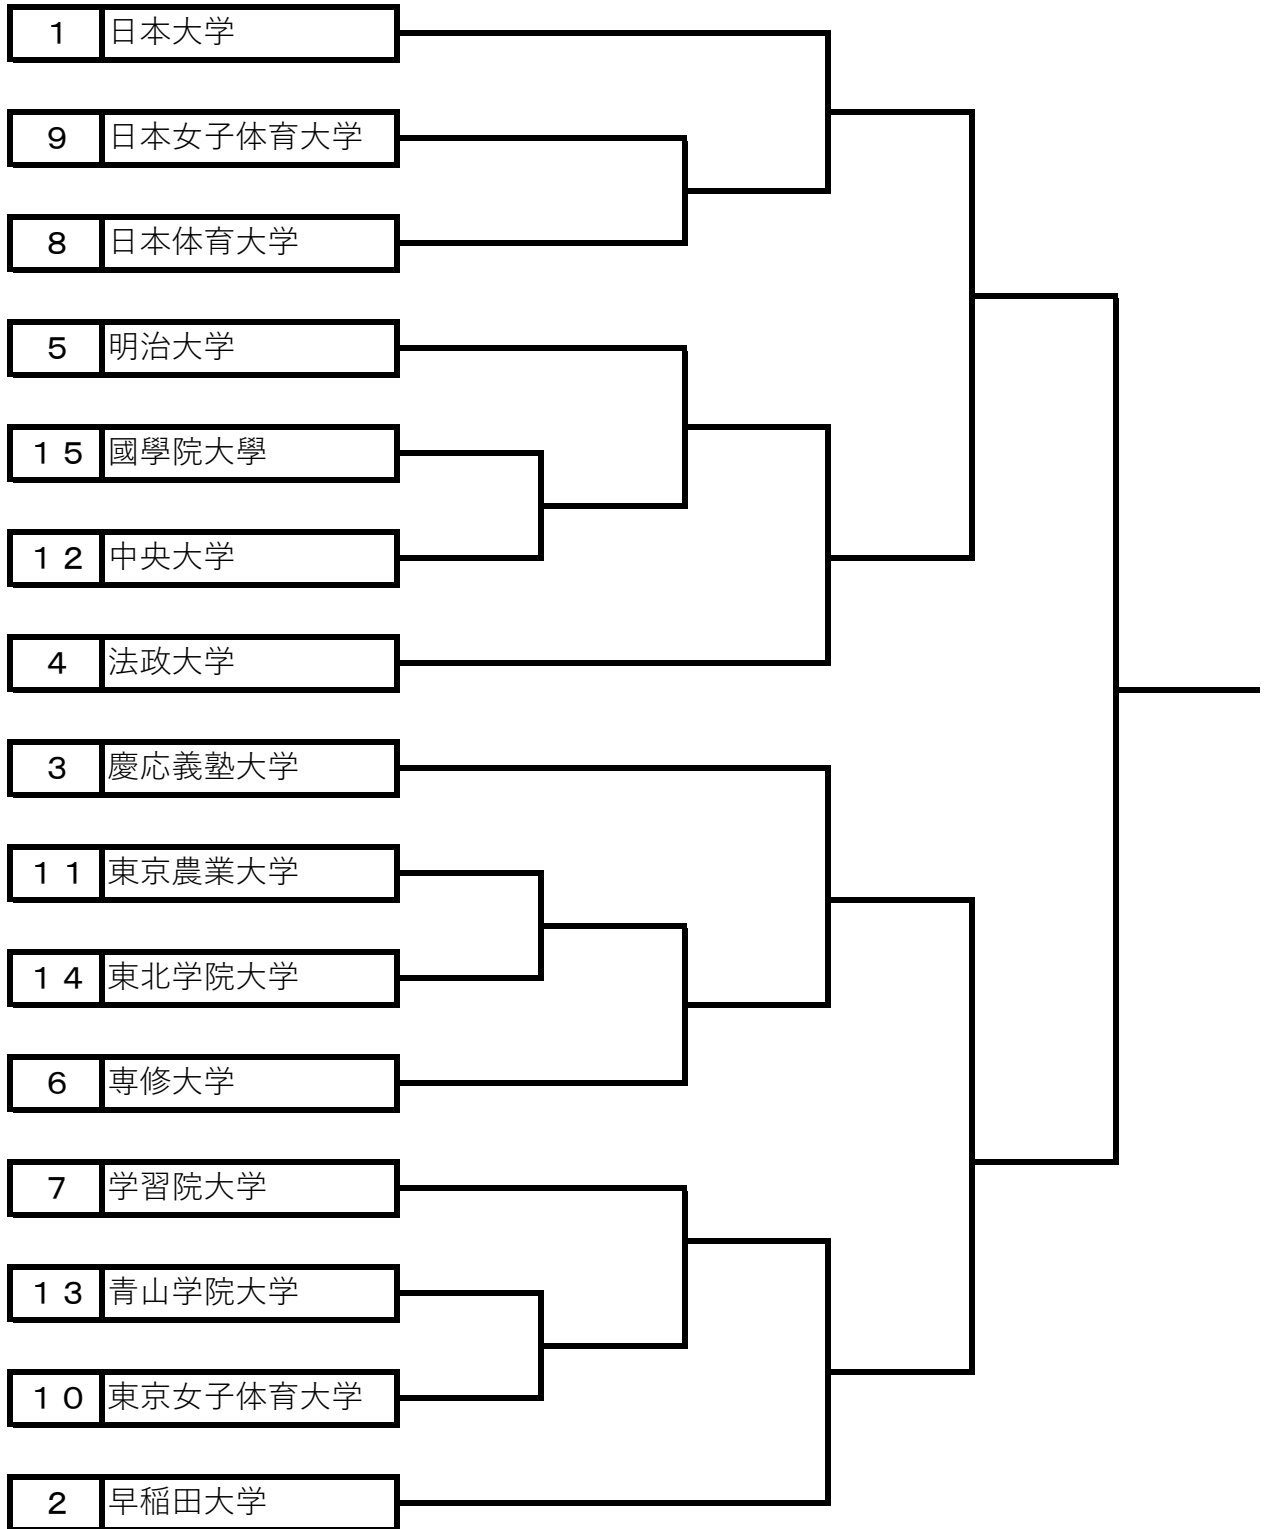 １ 日本大学
９ 日本女子体育大学
８ 日本体育大学
５ 明治大学
１５ 國學院大學
１２ 中央大学
４ 法政大学
３ 慶応義塾大学
１１ 東京農業大学
１４ 東北学院大学
６ 専修大学
７ 学習院大学
１３ 青山学院大学
１０ 東京女子体育大学
２ 早稲田大学